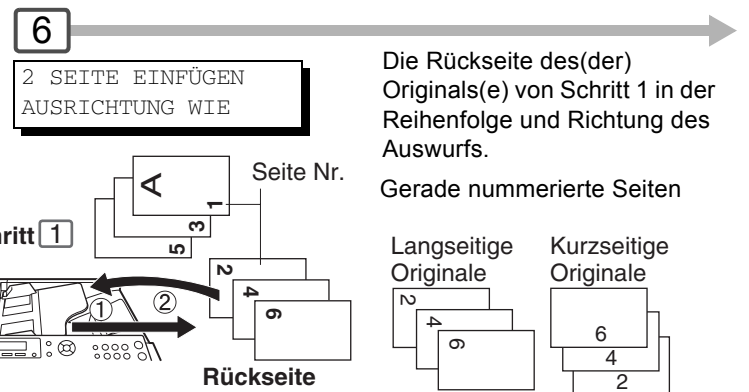 6
2 SEITE EINFÜGEN
AUSRICHTUNG WIE
Die Rückseite des(der)
Originals(e) von Schritt 1 in der
Reihenfolge und Richtung des
Auswurfs.
Gerade nummerierte Seiten
Seite Nr.
A
1
3
5
ritt 1
2
4
6
① ②
Rückseite
Langseitige
Originale
2
4
6
Kurzseitige
Originale
6
4
2